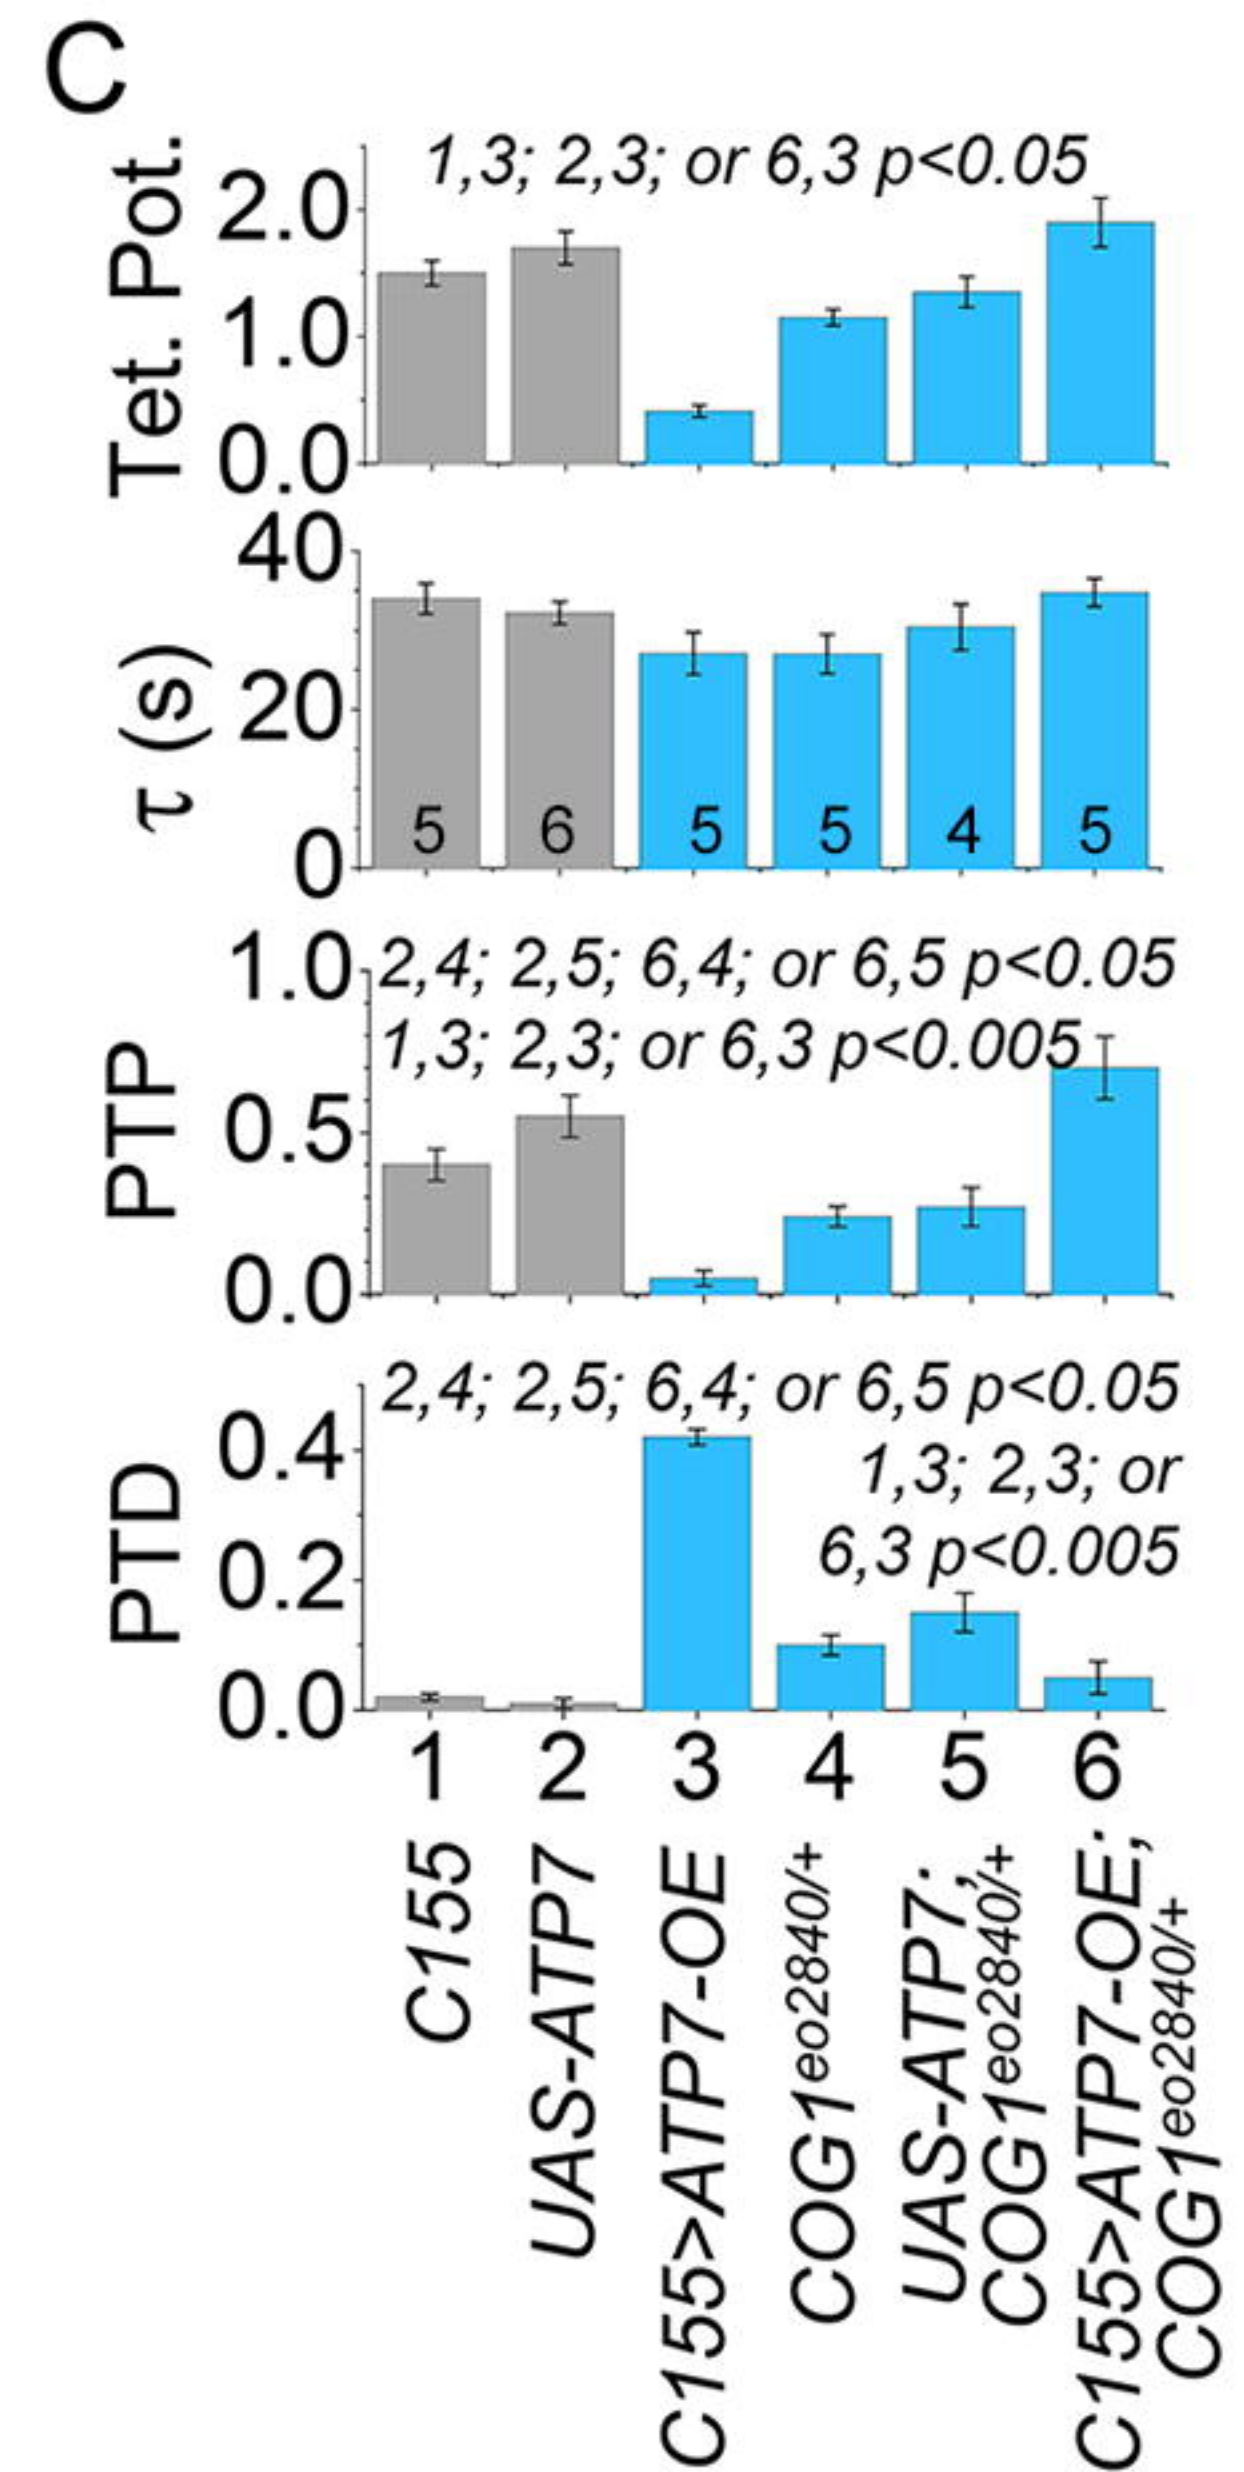 C
Tet. Pot.
2.0
1.0
0.0
1,3; 2,3; or 6,3 p<0.05
τ (s)
40
20
0
5 6 5 5 4 5
PTP
1.0
0.5
0.0
2,4; 2,5; 6,4; or 6,5 p<0.05
1,3; 2,3; or 6,3 p<0.005
PTD
0.4
0.2
0.0
2,4; 2,5; 6,4; or 6,5 p<0.05
1,3; 2,3; or
6,3 p<0.005
1 2 3 4 5 6
C155
UAS-ATP7
C155>ATP7-OE
COG1eo2840/+
UAS-ATP7;
COG1eo2840/+
C155>ATP7-OE;
COG1eo2840/+